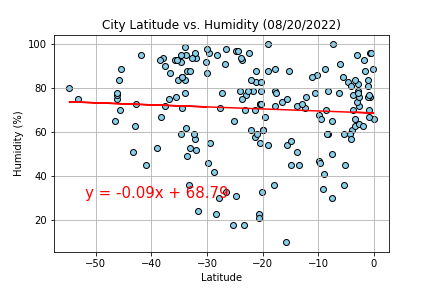 City Latitude vs. Humidity (08/20/2022)
Humidity (%)
100
80
60
40
20
y = -0.09x + 68.79
−50
−40
−30
−20
−10
0
Latitude